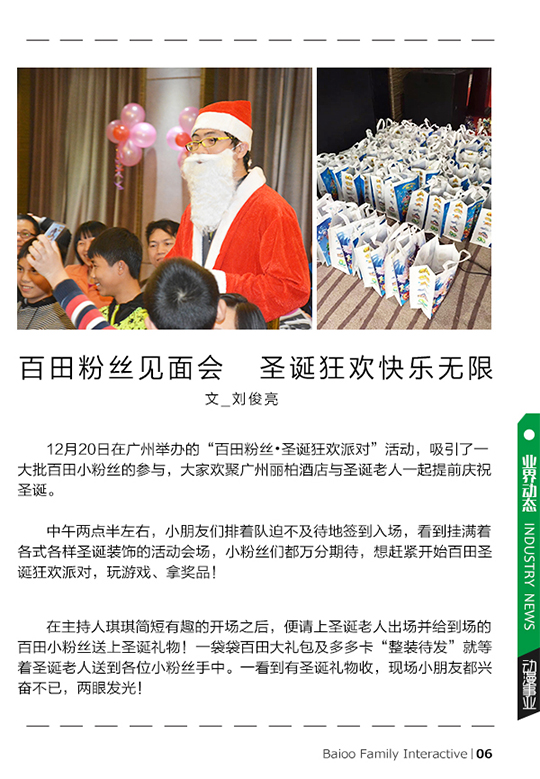 百田粉丝见面会 圣诞狂欢快乐无限
文_刘俊亮
12月20日在广州举办的“百田粉丝•圣诞狂欢派对”活动，吸引了一
大批百田小粉丝的参与，大家欢聚广州丽柏酒店与圣诞老人一起提前庆祝
圣诞。
中午两点半左右，小朋友们排着队迫不及待地签到入场，看到挂满着
各式各样圣诞装饰的活动会场，小粉丝们都万分期待，想赶紧开始百田圣
诞狂欢派对，玩游戏、拿奖品！
在主持人琪琪简短有趣的开场之后，便请上圣诞老人出场并给到场的
百田小粉丝送上圣诞礼物！一袋袋百田大礼包及多多卡“整装待发”就等
着圣诞老人送到各位小粉丝手中。一看到有圣诞礼物收，现场小朋友都兴
奋不已，两眼发光！
业界动态 INDUSTRY NEWS
动漫事业
Baioo Family Interactive | 06